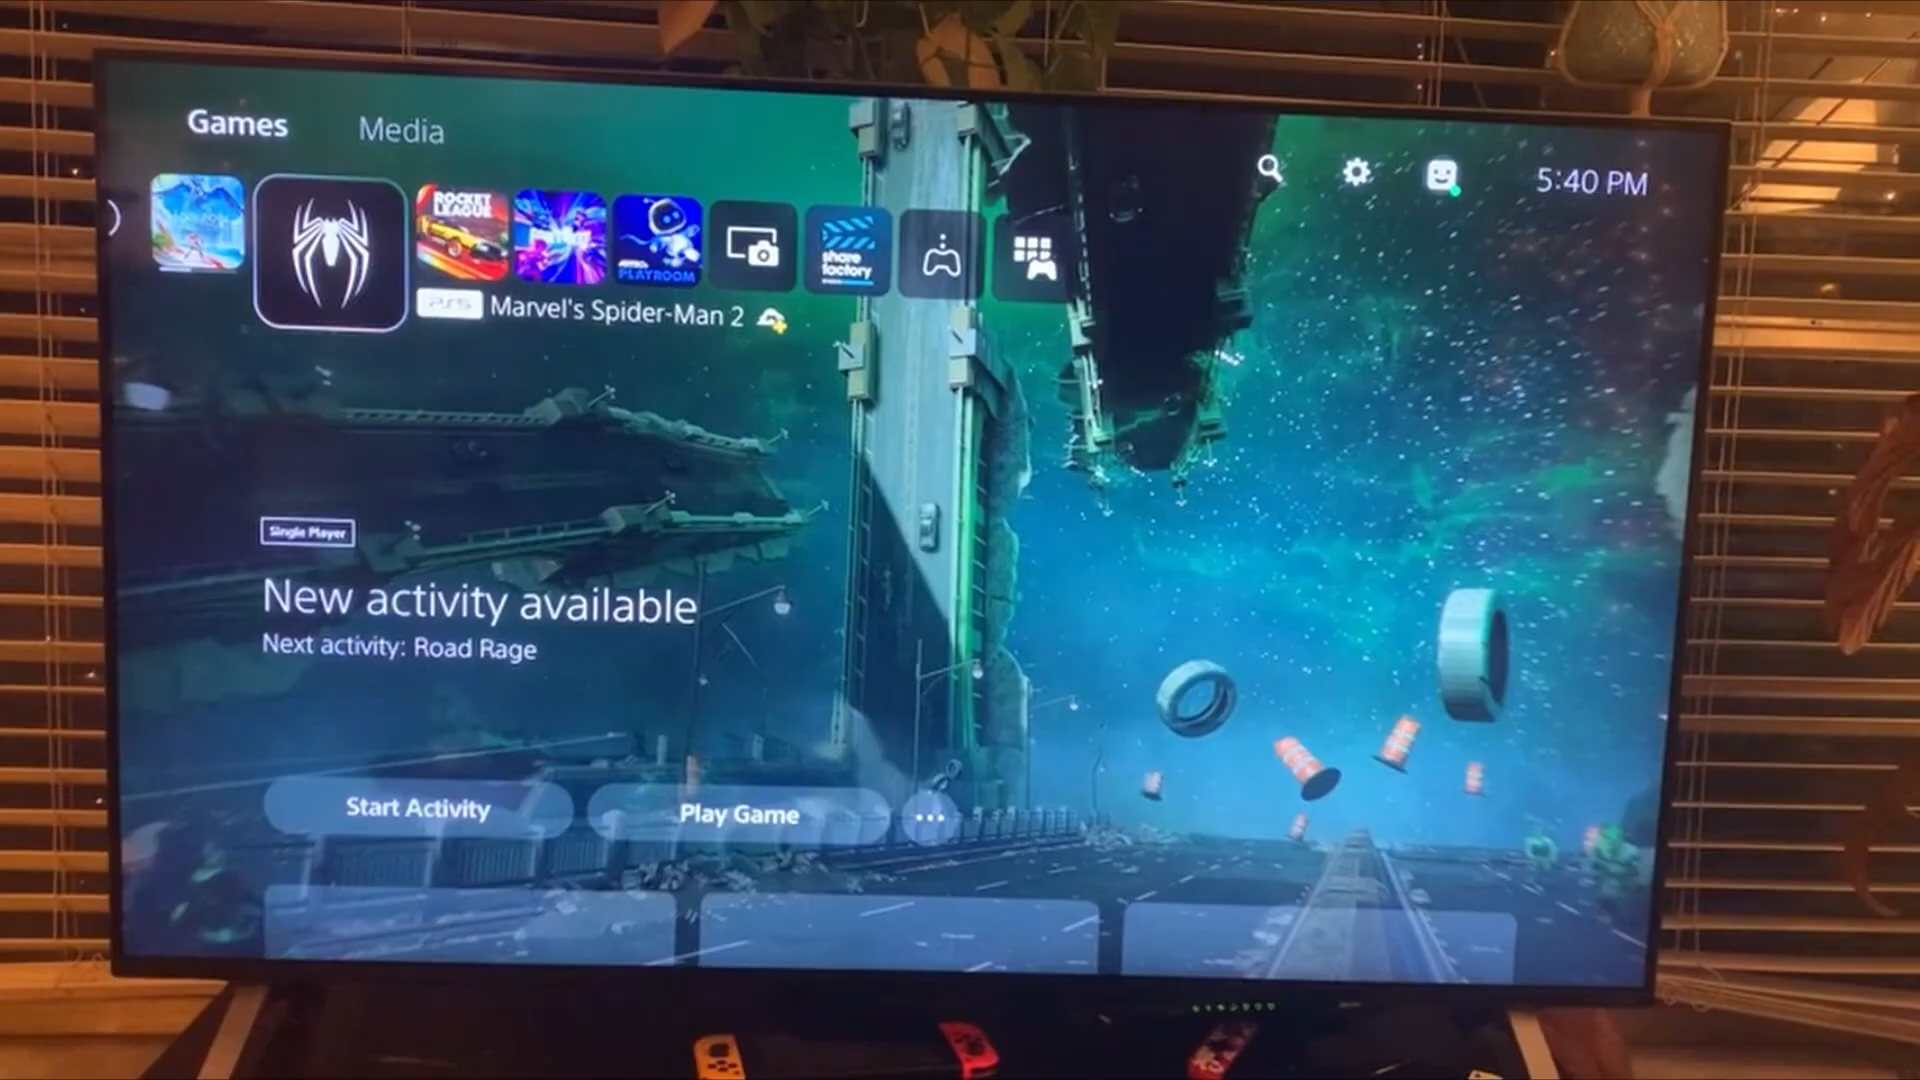 Games
Media
5:40 PM
ROCKET
LEAGUE
PLAYROOM
share
factory
PS5
Marvel's Spider-Man 2
Single Player
New activity available
Next activity: Road Rage
Start Activity
Play Game